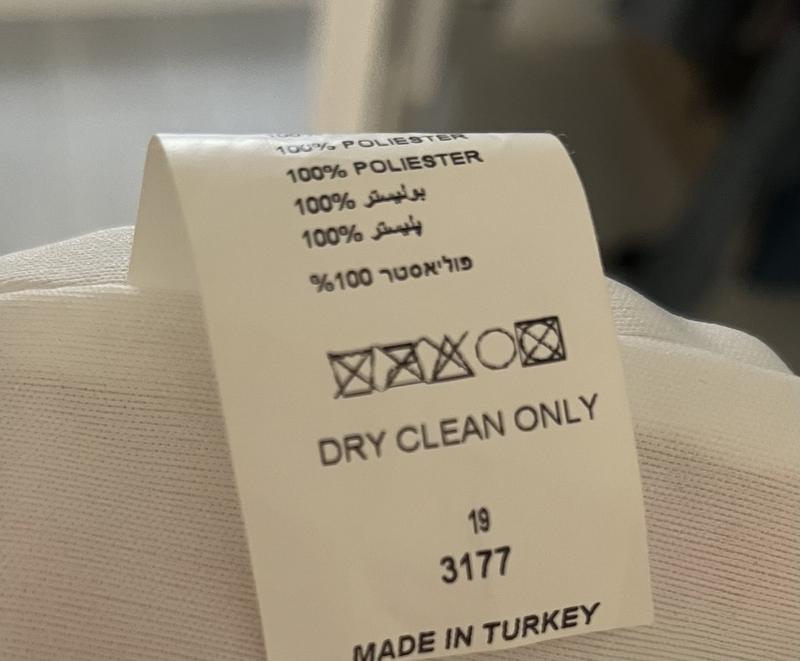 100% POLIESTER
100% POLIESTER
100% بوليستر
100% پلیستر
%100 פוליאסטר
DRY CLEAN ONLY
19
3177
MADE IN TURKEY